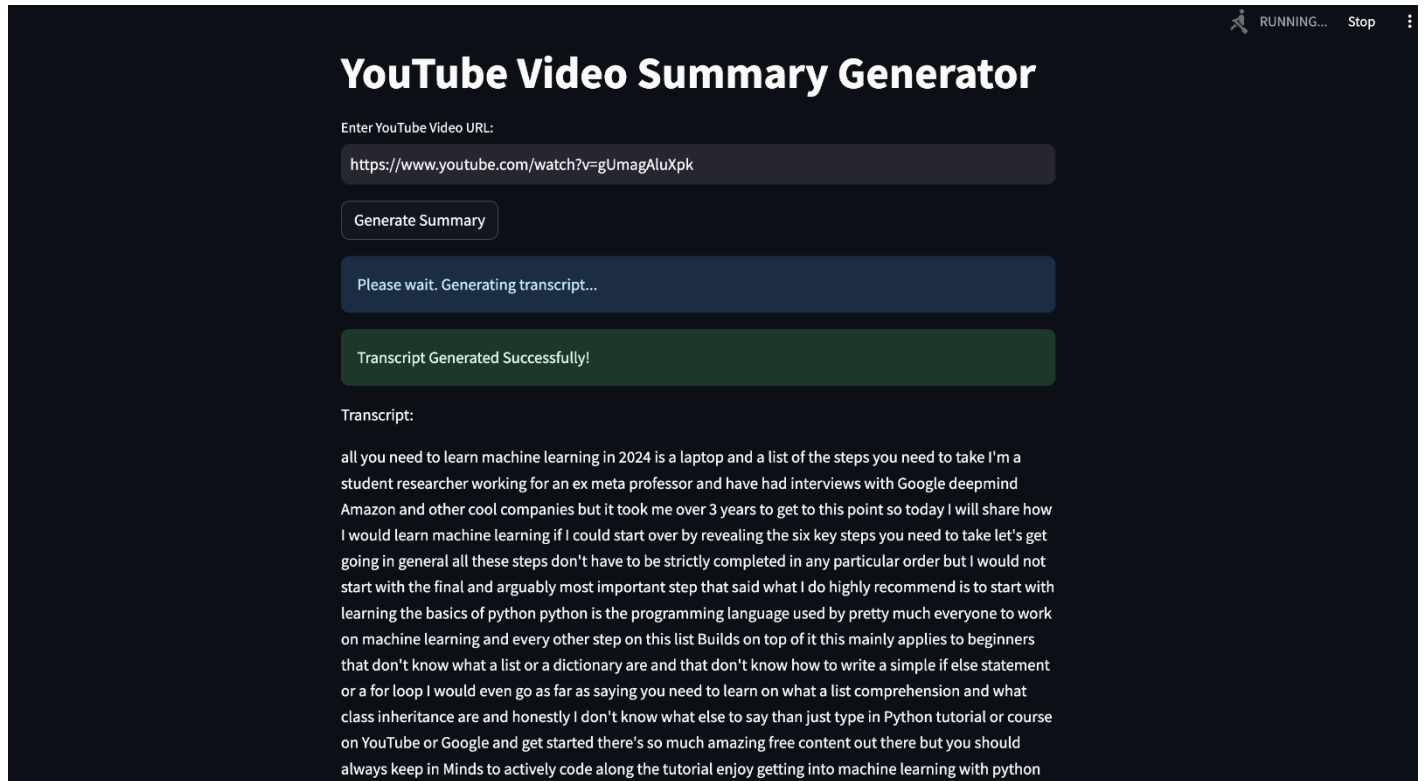 RUNNING...
Stop
YouTube Video Summary Generator
Enter YouTube Video URL:
https://www.youtube.com/watch?v=gUmagAluXpk
Generate Summary
Please wait. Generating transcript...
Transcript Generated Successfully!
Transcript:
all you need to learn machine learning in 2024 is a laptop and a list of the steps you need to take I'm a
student researcher working for an ex meta professor and have had interviews with Google deepmind
Amazon and other cool companies but it took me over 3 years to get to this point so today I will share how
I would learn machine learning if I could start over by revealing the six key steps you need to take let's get
going in general all these steps don't have to be strictly completed in any particular order but I would not
start with the final and arguably most important step that said what I do highly recommend is to start with
learning the basics of python python is the programming language used by pretty much everyone to work
on machine learning and every other step on this list Builds on top of it this mainly applies to beginners
that don't know what a list or a dictionary are and that don't know how to write a simple if else statement
or a for loop I would even go as far as saying you need to learn on what a list comprehension and what
class inheritance are and honestly I don't know what else to say than just type in Python tutorial or course
on YouTube or Google and get started there's so much amazing free content out there but you should
always keep in Minds to actively code along the tutorial enjoy getting into machine learning with python